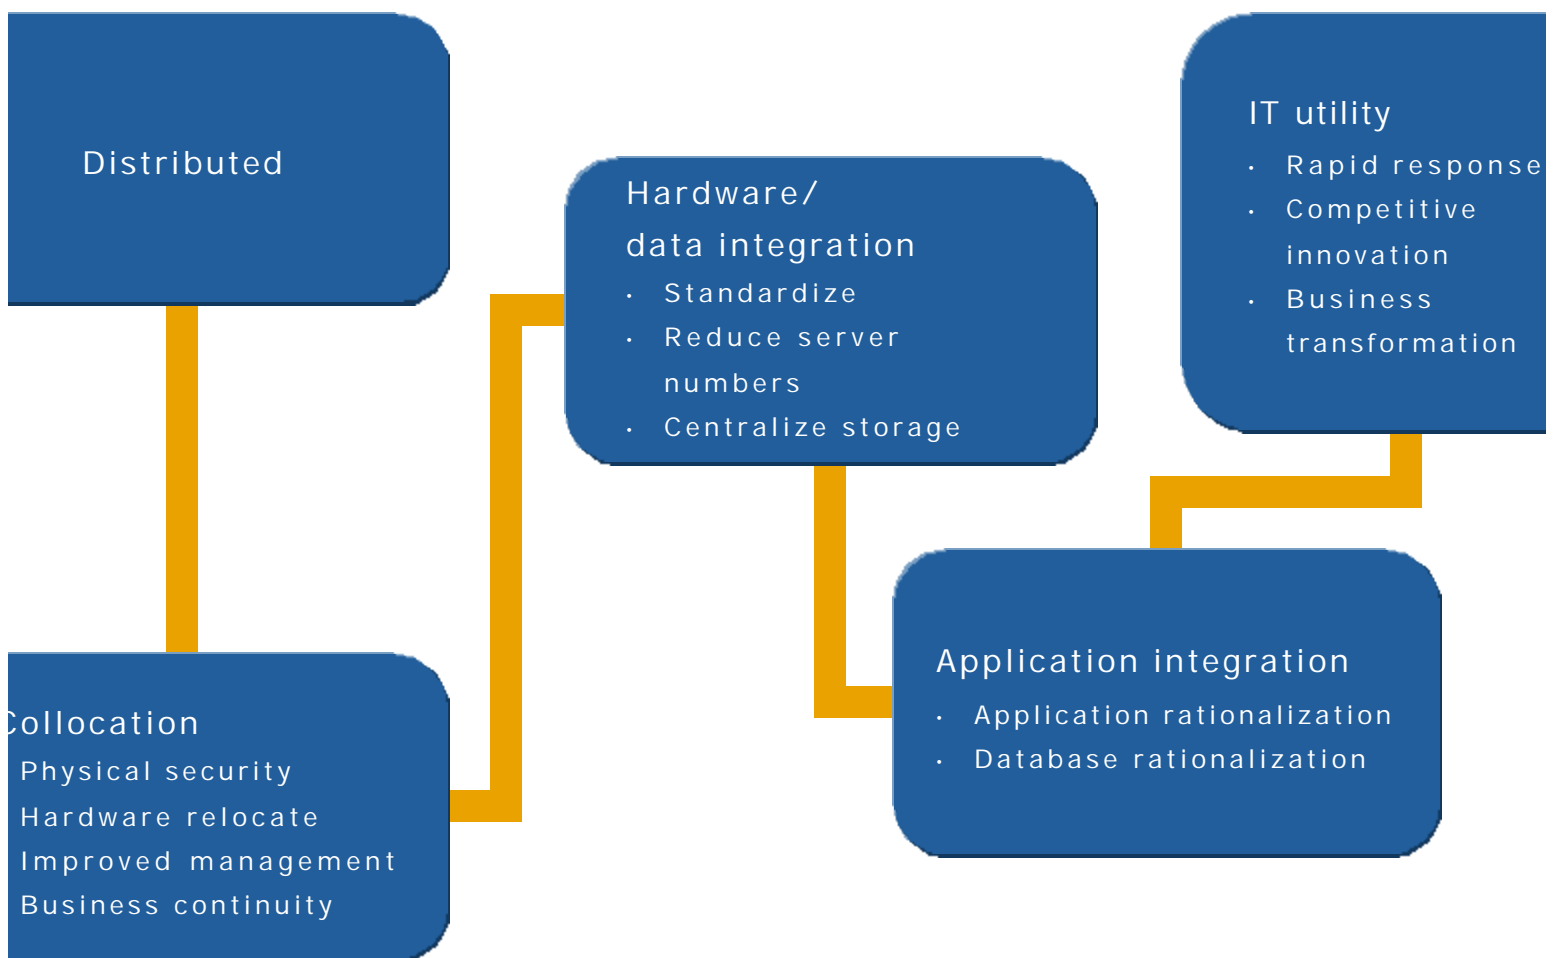 Distributed
Collocation
Physical security
Hardware relocate
Improved management
Business continuity
Hardware/
data integration
• Standardize
• Reduce server
numbers
• Centralize storage
Application integration
• Application rationalization
• Database rationalization
IT utility
• Rapid response
• Competitive
innovation
• Business
transformation